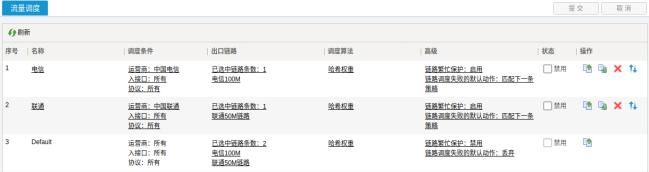 流量调度
提 交
取 消
刷新
序号 名称 调度条件 出口链路 调度算法 高级 状态 操作
1 电信 运营商：中国电信 已选中链路条数：1 哈希权重 链路繁忙保护：启用 禁用
入接口：所有 电信100M 链路调度失败的默认动作：匹配下一条
协议：所有 策略
2 联通 运营商：中国联通 已选中链路条数：1 哈希权重 链路繁忙保护：启用 禁用
入接口：所有 联通50M链路 链路调度失败的默认动作：匹配下一条
协议：所有 策略
3 Default 运营商：所有 已选中链路条数：2 哈希权重 链路繁忙保护：禁用 禁用
入接口：所有 电信100M 链路调度失败的默认动作：丢弃
协议：所有 联通50M链路